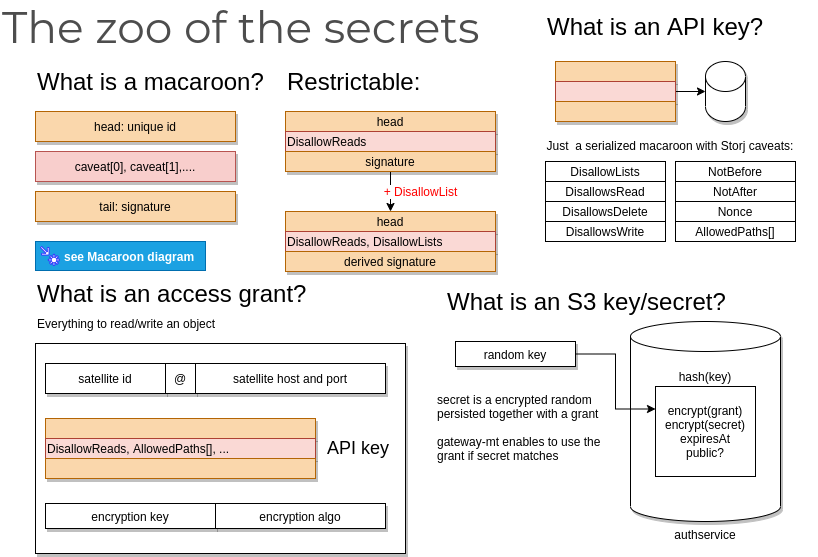 The zoo of the secrets
What is a macaroon?
head: unique id
caveat[0], caveat[1],....
tail: signature
see Macaroon diagram
Restrictable:
head
DisallowReads
signature
+ DisallowList
head
DisallowReads, DisallowLists
derived signature
What is an API key?
Just a serialized macaroon with Storj caveats:
DisallowLists
DisallowsRead
DisallowsDelete
DisallowsWrite
NotBefore
NotAfter
Nonce
AllowedPaths[]
What is an access grant?
Everything to read/write an object
satellite id
@
satellite host and port
DisallowReads, AllowedPaths[], ...
API key
encryption key
encryption algo
What is an S3 key/secret?
random key
secret is a encrypted random
persisted together with a grant
gateway-mt enables to use the
grant if secret matches
hash(key)
encrypt(grant)
encrypt(secret)
expiresAt
public?
authservice